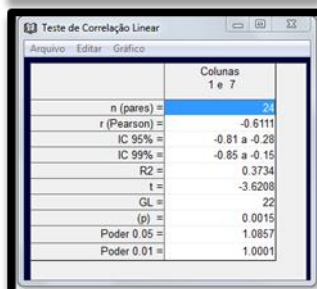 Teste de Correlação Linear
Arquivo Editar Gráfico
Colunas
1 e 7
n (pares) = 24
r (Pearson) = -0.6111
IC 95% = -0.81 a -0.28
IC 99% = -0.85 a -0.15
R2 = 0.3734
t = -3.6208
GL = 22
(p) = 0.0015
Poder 0.05 = 1.0857
Poder 0.01 = 1.0001